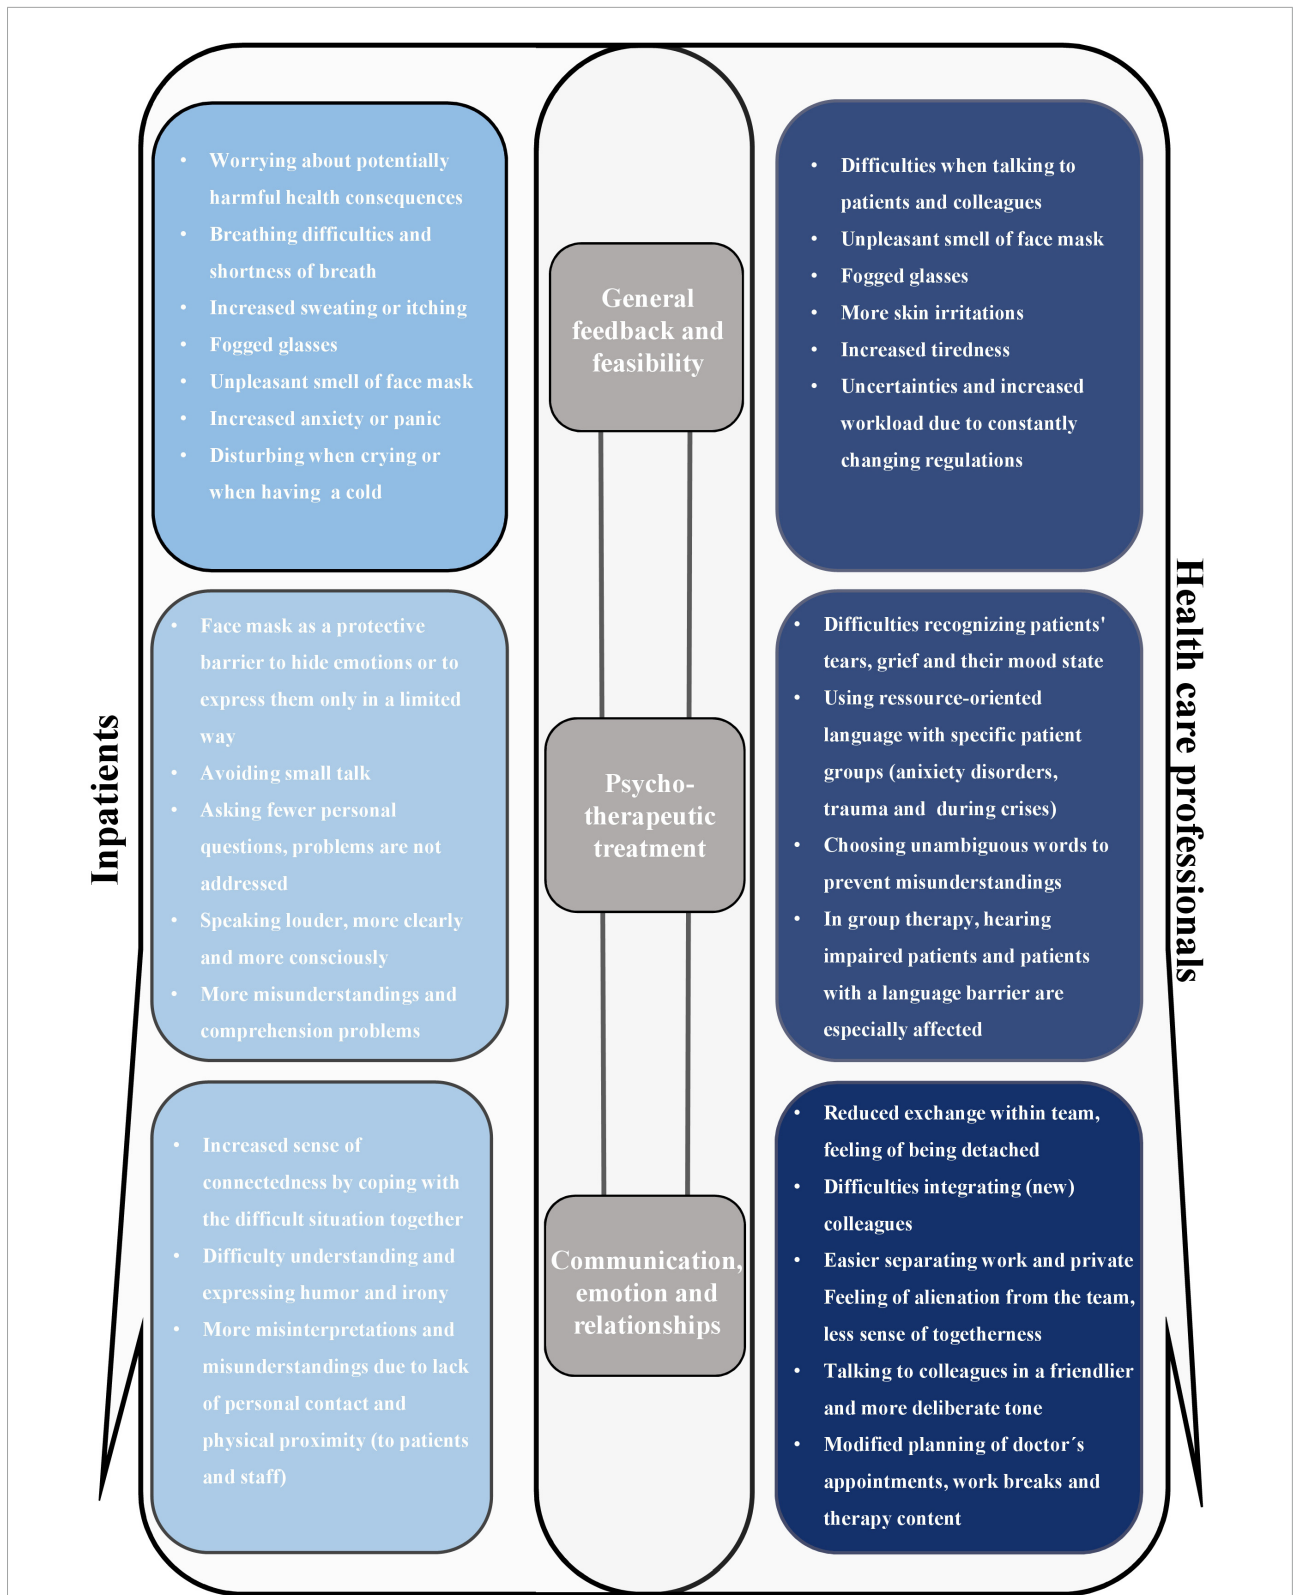 Inpatients
• Worrying about potentially
harmful health consequences
• Breathing difficulties and
shortness of breath
• Increased sweating or itching
• Fogged glasses
• Unpleasant smell of face mask
• Increased anxiety or panic
• Disturbing when crying or
when having a cold
• Face mask as a protective
barrier to hide emotions or to
express them only in a limited
way
• Avoiding small talk
• Asking fewer personal
questions, problems are not
addressed
• Speaking louder, more clearly
and more consciously
• More misunderstandings and
comprehension problems
• Increased sense of
connectedness by coping with
the difficult situation together
• Difficulty understanding and
expressing humor and irony
• More misinterpretations and
misunderstandings due to lack
of personal contact and
physical proximity (to patients
and staff)
General
feedback and
feasibility
Psycho-
therapeutic
treatment
Communication,
emotion and
relationships
• Difficulties when talking to
patients and colleagues
• Unpleasant smell of face mask
• Fogged glasses
• More skin irritations
• Increased tiredness
• Uncertainties and increased
workload due to constantly
changing regulations
• Difficulties recognizing patients'
tears, grief and their mood state
• Using ressource-oriented
language with specific patient
groups (anixiety disorders,
trauma and during crises)
• Choosing unambiguous words to
prevent misunderstandings
• In group therapy, hearing
impaired patients and patients
with a language barrier are
especially affected
• Reduced exchange within team,
feeling of being detached
• Difficulties integrating (new)
colleagues
• Easier separating work and private
Feeling of alienation from the team,
less sense of togetherness
• Talking to colleagues in a friendlier
and more deliberate tone
• Modified planning of doctor´s
appointments, work breaks and
therapy content
Health care professionals